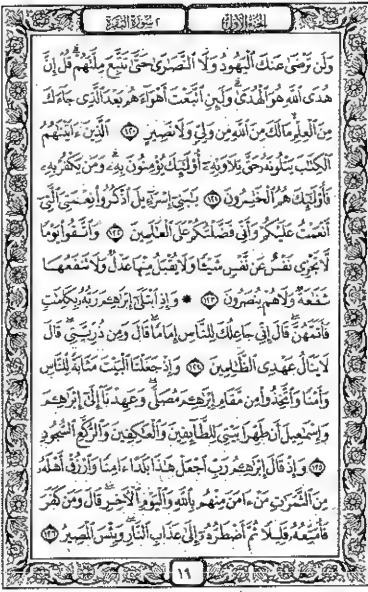 الجزء الأول
٢ سورة البقرة
وَلَن تَرْضَىٰ عَنكَ ٱلْيَهُودُ وَلَا ٱلنَّصَـٰرَىٰ حَتَّىٰ تَتَّبِعَ مِلَّتَهُمْ ۗ قُلْ إِنَّ
هُدَى ٱللَّهِ هُوَ ٱلْهُدَىٰ ۗ وَلَئِنِ ٱتَّبَعْتَ أَهْوَآءَهُم بَعْدَ ٱلَّذِى جَآءَكَ
مِنَ ٱلْعِلْمِ مَا لَكَ مِنَ ٱللَّهِ مِن وَلِىٍّ وَلَا نَصِيرٍ ١٢٠ ٱلَّذِينَ ءَاتَيْنَـٰهُمُ
ٱلْكِتَـٰبَ يَتْلُونَهُۥ حَقَّ تِلَاوَتِهِۦٓ أُو۟لَـٰٓئِكَ يُؤْمِنُونَ بِهِۦ ۗ وَمَن يَكْفُرْ بِهِۦ
فَأُو۟لَـٰٓئِكَ هُمُ ٱلْخَـٰسِرُونَ ١٢١ يَـٰبَنِىٓ إِسْرَٰٓءِيلَ ٱذْكُرُوا۟ نِعْمَتِىَ ٱلَّتِىٓ
أَنْعَمْتُ عَلَيْكُمْ وَأَنِّى فَضَّلْتُكُمْ عَلَى ٱلْعَـٰلَمِينَ ١٢٢ وَٱتَّقُوا۟ يَوْمًا
لَّا تَجْزِى نَفْسٌ عَن نَّفْسٍ شَيْـًٔا وَلَا يُقْبَلُ مِنْهَا عَدْلٌ وَلَا تَنفَعُهَا
شَفَـٰعَةٌ وَلَا هُمْ يُنصَرُونَ ١٢٣ ۞ وَإِذِ ٱبْتَلَىٰٓ إِبْرَٰهِـۧمَ رَبُّهُۥ بِكَلِمَـٰتٍ
فَأَتَمَّهُنَّ ۖ قَالَ إِنِّى جَاعِلُكَ لِلنَّاسِ إِمَامًا ۖ قَالَ وَمِن ذُرِّيَّتِى ۖ قَالَ
لَا يَنَالُ عَهْدِى ٱلظَّـٰلِمِينَ ١٢٤ وَإِذْ جَعَلْنَا ٱلْبَيْتَ مَثَابَةً لِّلنَّاسِ
وَأَمْنًا وَٱتَّخِذُوا۟ مِن مَّقَامِ إِبْرَٰهِـۧمَ مُصَلًّى ۖ وَعَهِدْنَآ إِلَىٰٓ إِبْرَٰهِـۧمَ
وَإِسْمَـٰعِيلَ أَن طَهِّرَا بَيْتِىَ لِلطَّآئِفِينَ وَٱلْعَـٰكِفِينَ وَٱلرُّكَّعِ ٱلسُّجُودِ
١٢٥ وَإِذْ قَالَ إِبْرَٰهِـۧمُ رَبِّ ٱجْعَلْ هَـٰذَا بَلَدًا ءَامِنًا وَٱرْزُقْ أَهْلَهُۥ
مِنَ ٱلثَّمَرَٰتِ مَنْ ءَامَنَ مِنْهُم بِٱللَّهِ وَٱلْيَوْمِ ٱلْـَٔاخِرِ ۖ قَالَ وَمَن كَفَرَ
فَأُمَتِّعُهُۥ قَلِيلًا ثُمَّ أَضْطَرُّهُۥٓ إِلَىٰ عَذَابِ ٱلنَّارِ ۖ وَبِئْسَ ٱلْمَصِيرُ ١٢٦
١٩